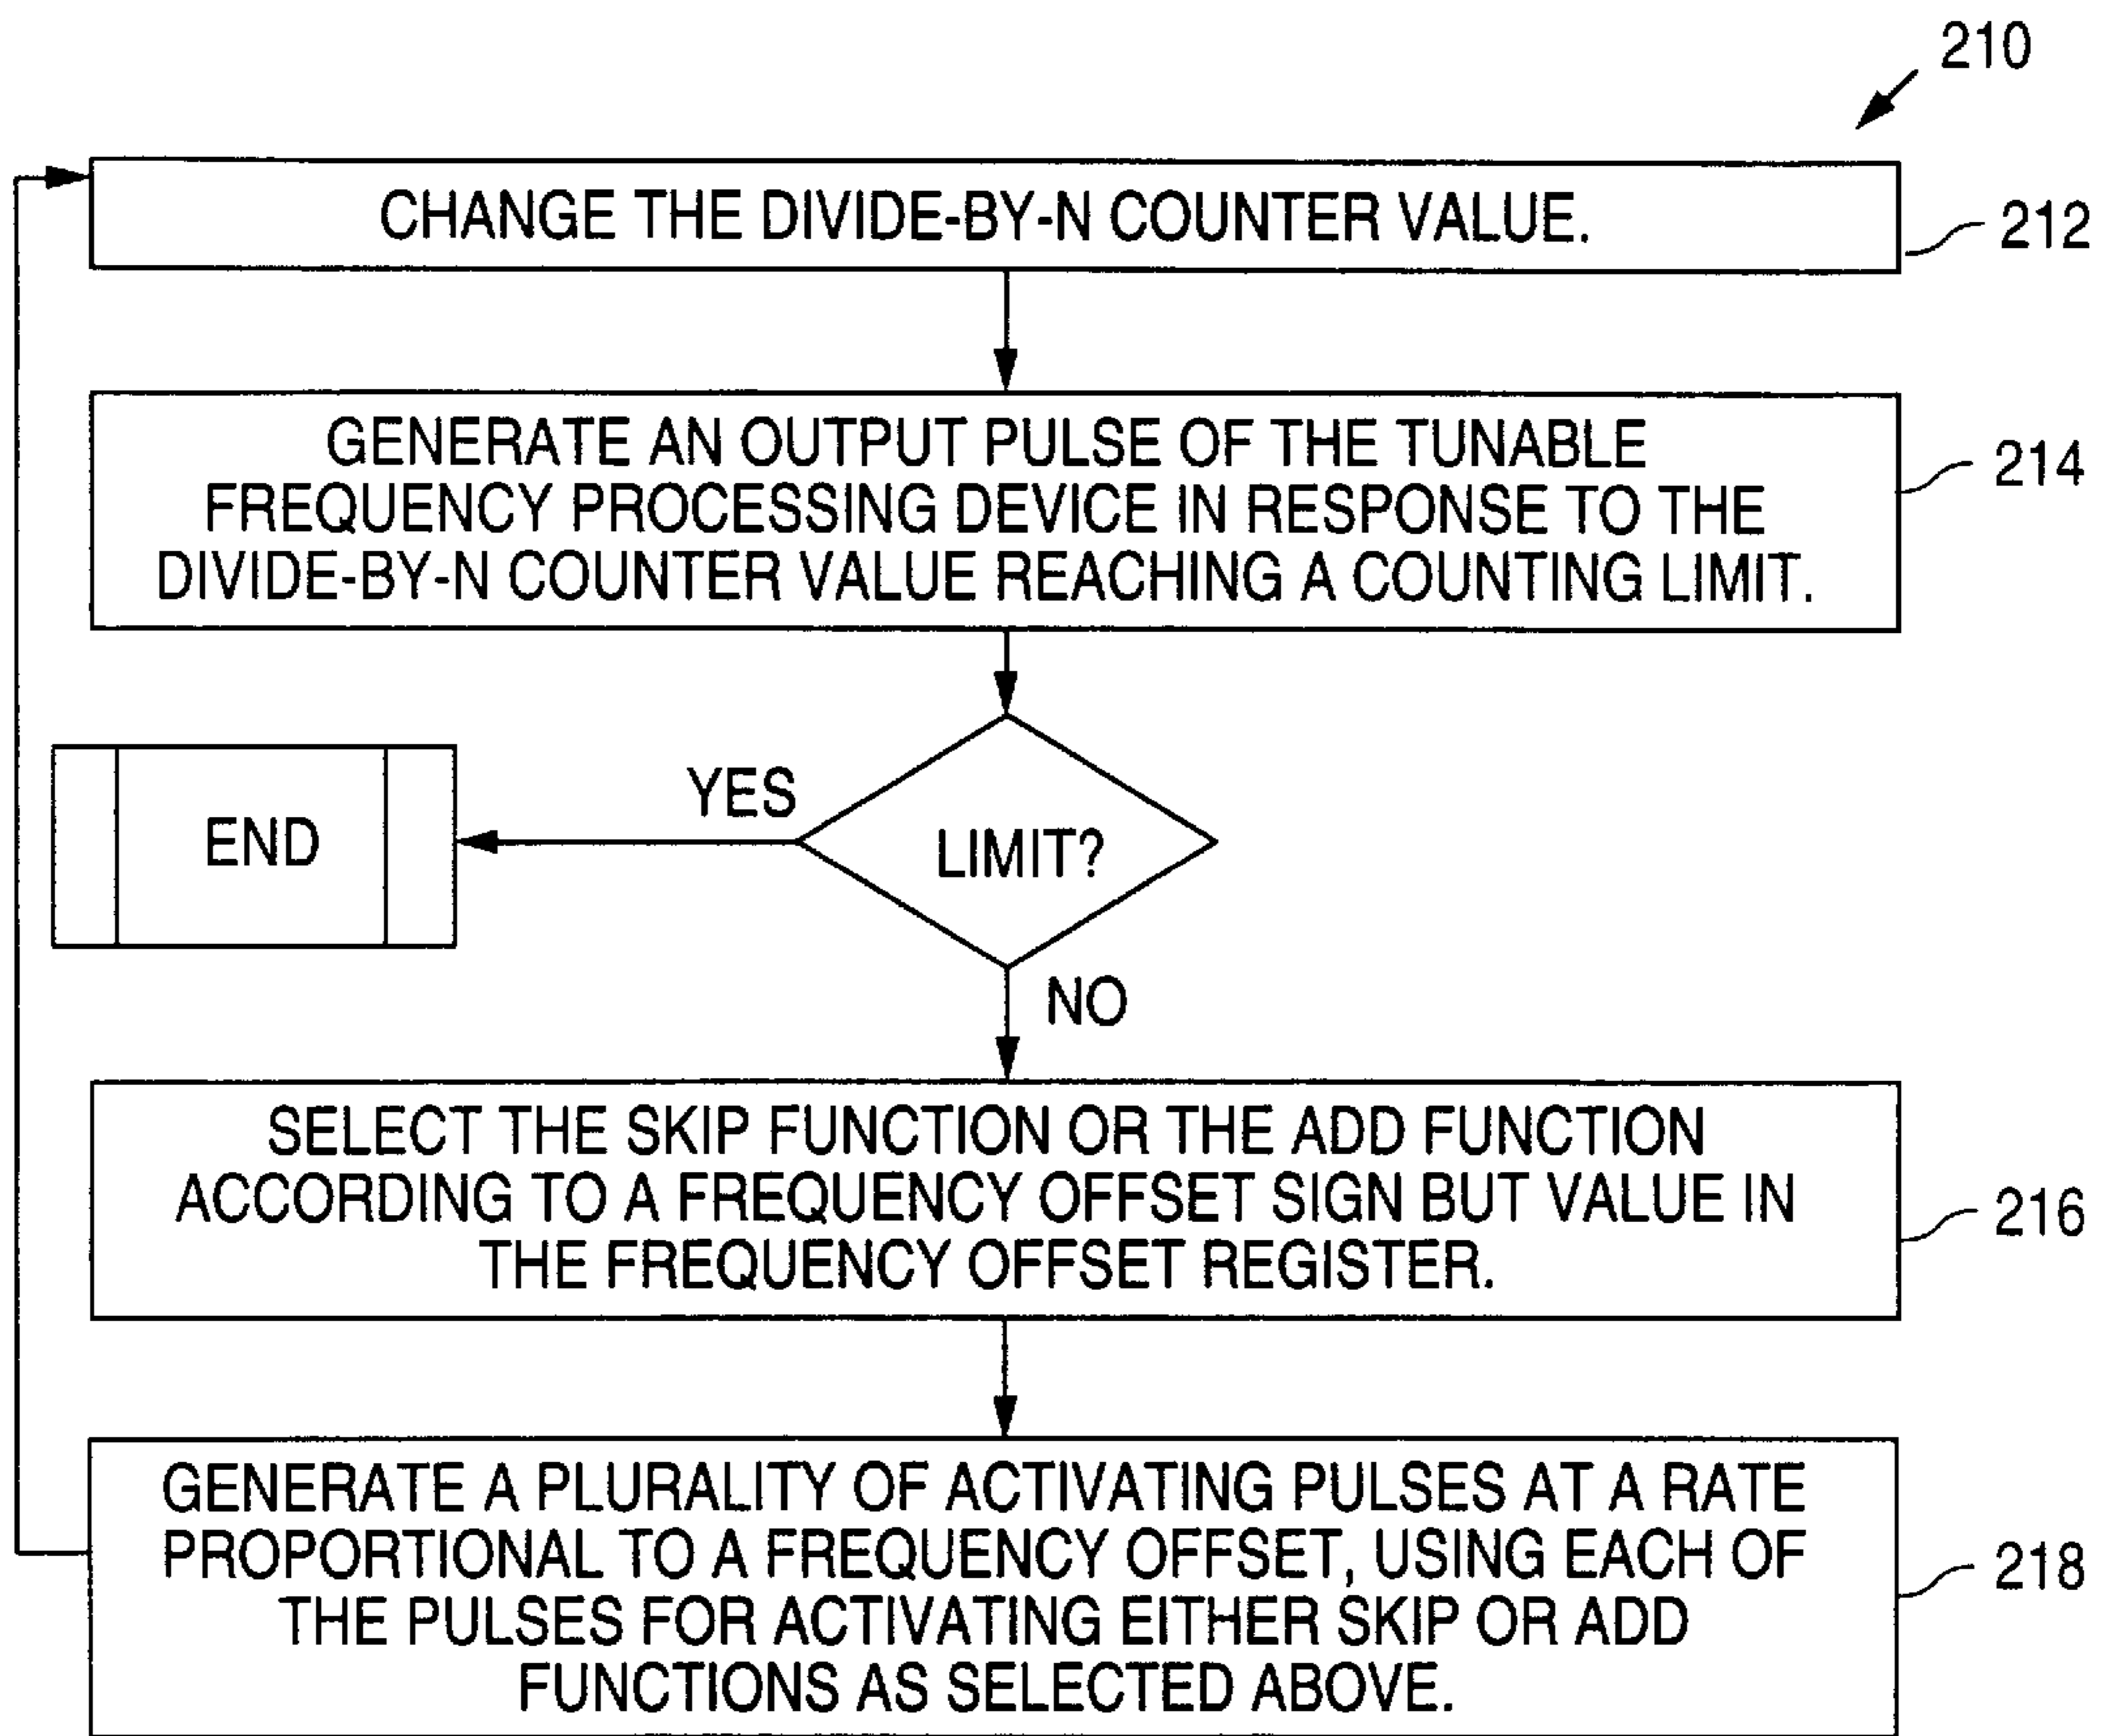 210
CHANGE THE DIVIDE-BY-N COUNTER VALUE.
212
GENERATE AN OUTPUT PULSE OF THE TUNABLE
FREQUENCY PROCESSING DEVICE IN RESPONSE TO THE
DIVIDE-BY-N COUNTER VALUE REACHING A COUNTING LIMIT.
214
YES
END
LIMIT?
NO
SELECT THE SKIP FUNCTION OR THE ADD FUNCTION
ACCORDING TO A FREQUENCY OFFSET SIGN BUT VALUE IN
THE FREQUENCY OFFSET REGISTER.
216
GENERATE A PLURALITY OF ACTIVATING PULSES AT A RATE
PROPORTIONAL TO A FREQUENCY OFFSET, USING EACH OF
THE PULSES FOR ACTIVATING EITHER SKIP OR ADD
FUNCTIONS AS SELECTED ABOVE.
218